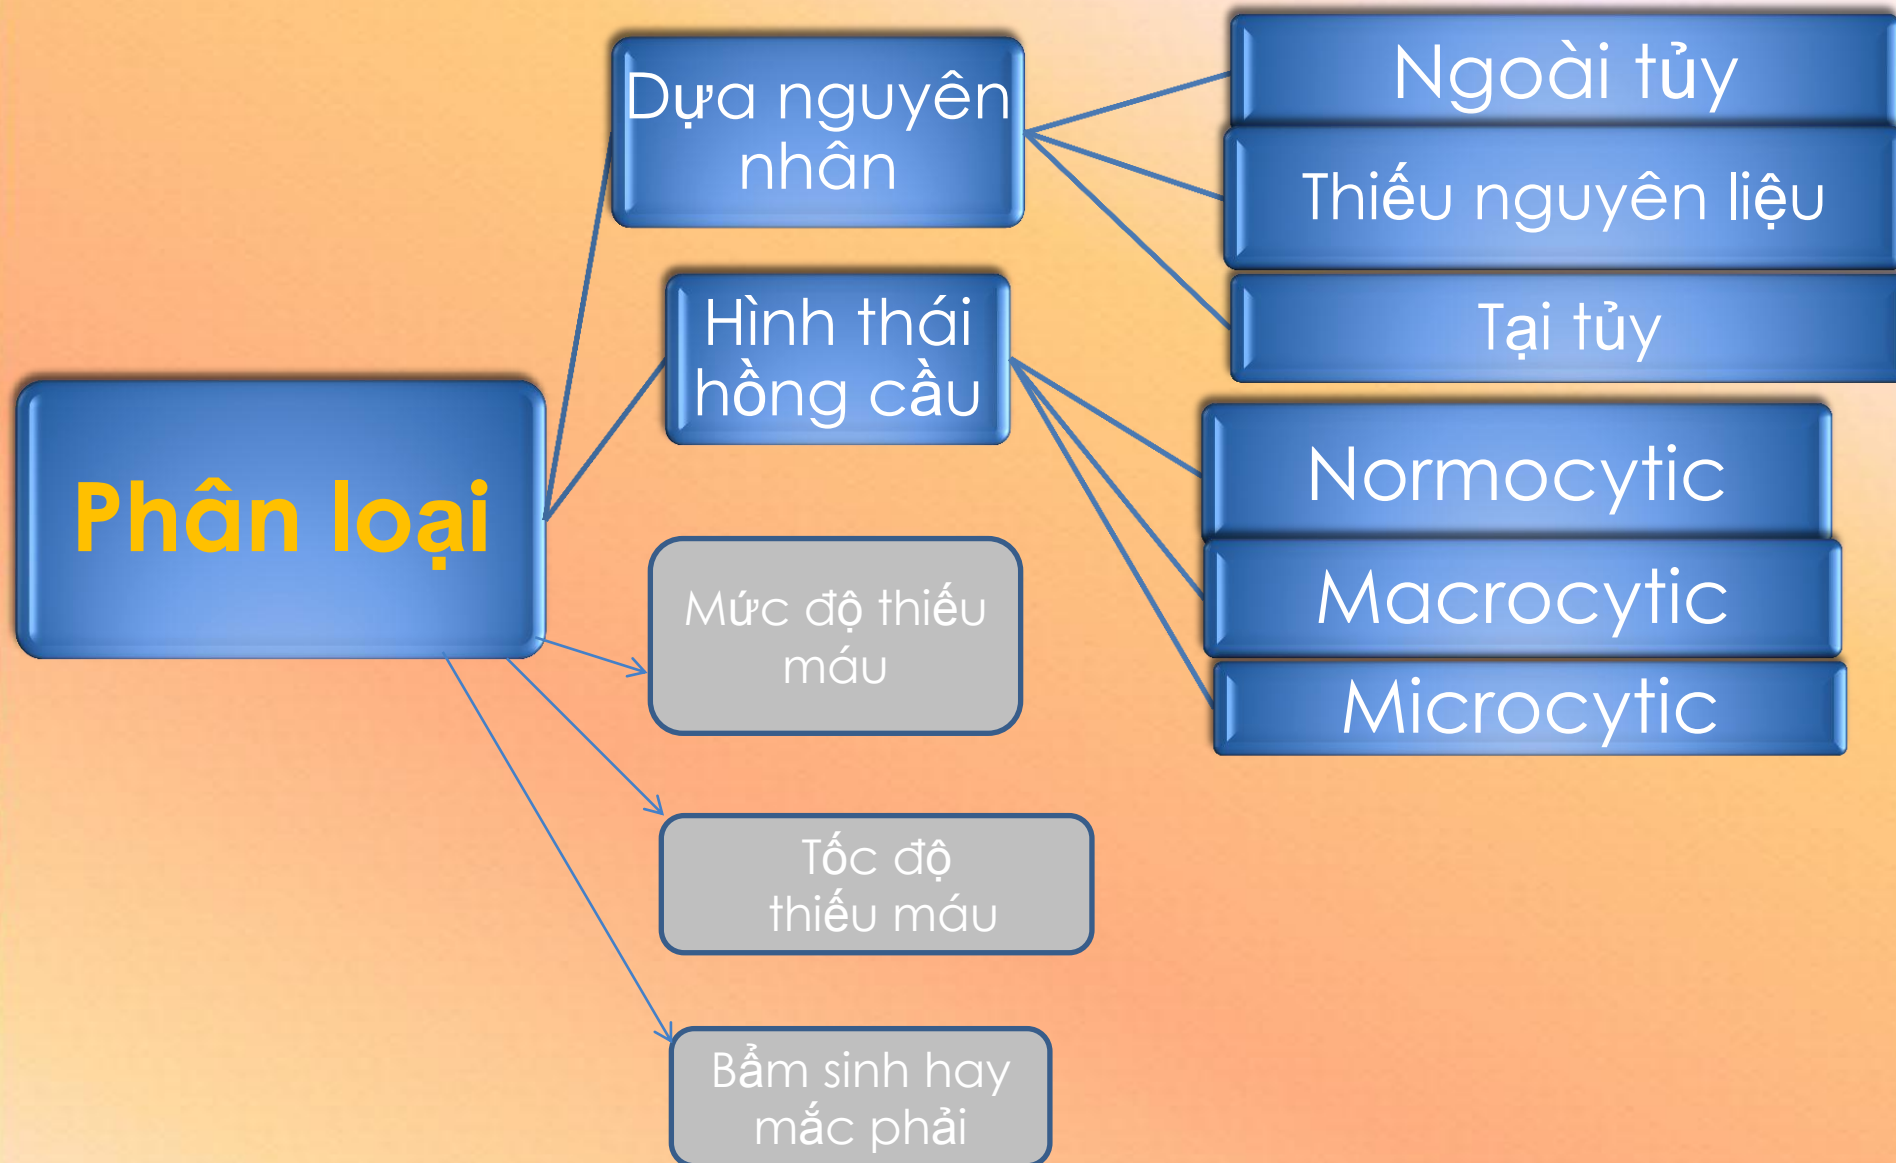 Phân loại
Dựa nguyên
nhân
Ngoài tủy
Thiếu nguyên liệu
Tại tủy
Hình thái
hồng cầu
Normocytic
Macrocytic
Microcytic
Mức độ thiếu
máu
Tốc độ
thiếu máu
Bẩm sinh hay
mắc phải